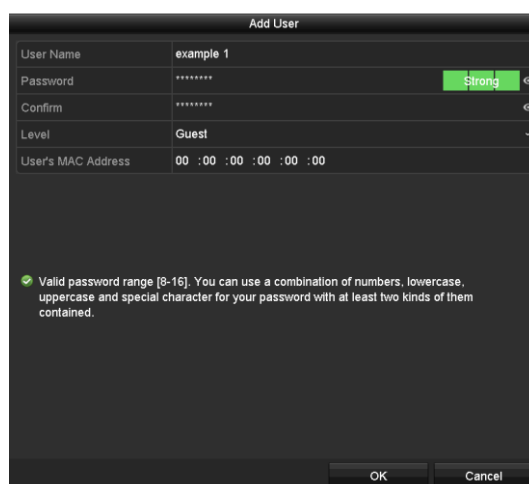 Add User
User Name example 1
Password ******** Strong
Confirm ********
Level Guest
User's MAC Address 00 :00 :00 :00 :00 :00
Valid password range [8-16]. You can use a combination of numbers, lowercase,
uppercase and special character for your password with at least two kinds of them
contained.
OK Cancel